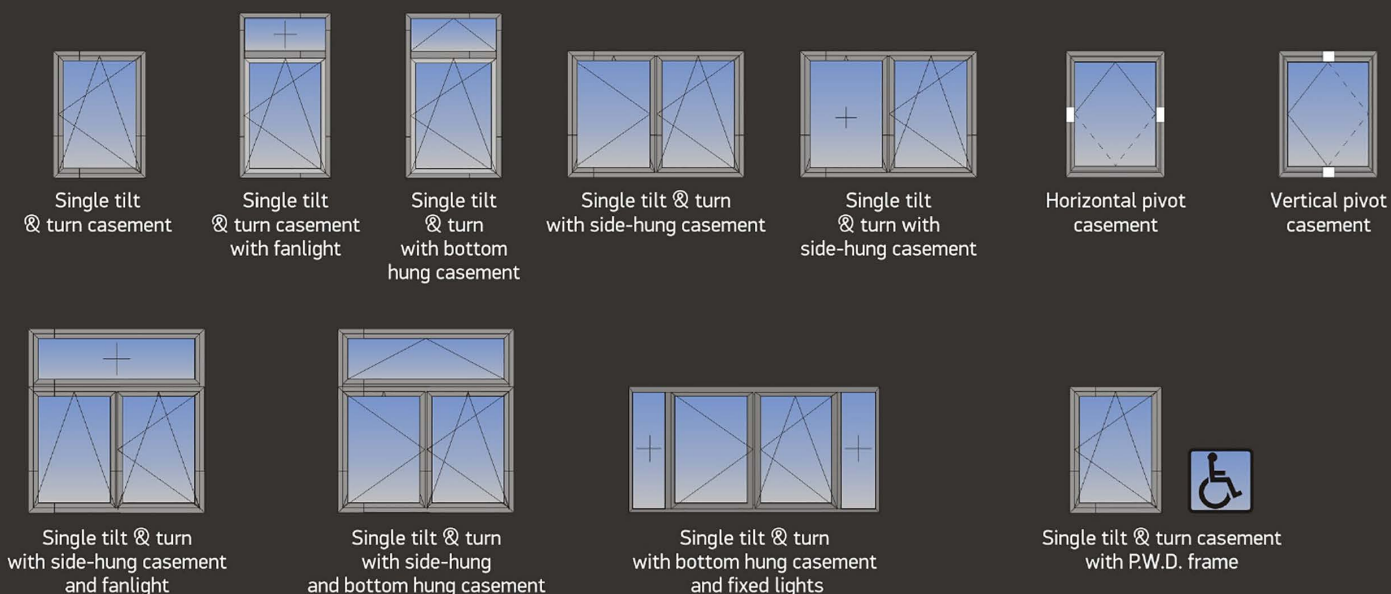 Single tilt
& turn casement
Single tilt
& turn casement
with fanlight
Single tilt
& turn
with bottom
hung casement
Single tilt & turn
with side-hung casement
Single tilt
& turn with
side-hung casement
Horizontal pivot
casement
Vertical pivot
casement
Single tilt & turn
with side-hung casement
and fanlight
Single tilt & turn
with side-hung
and bottom hung casement
Single tilt & turn
with bottom hung casement
and fixed lights
Single tilt & turn casement
with P.W.D. frame